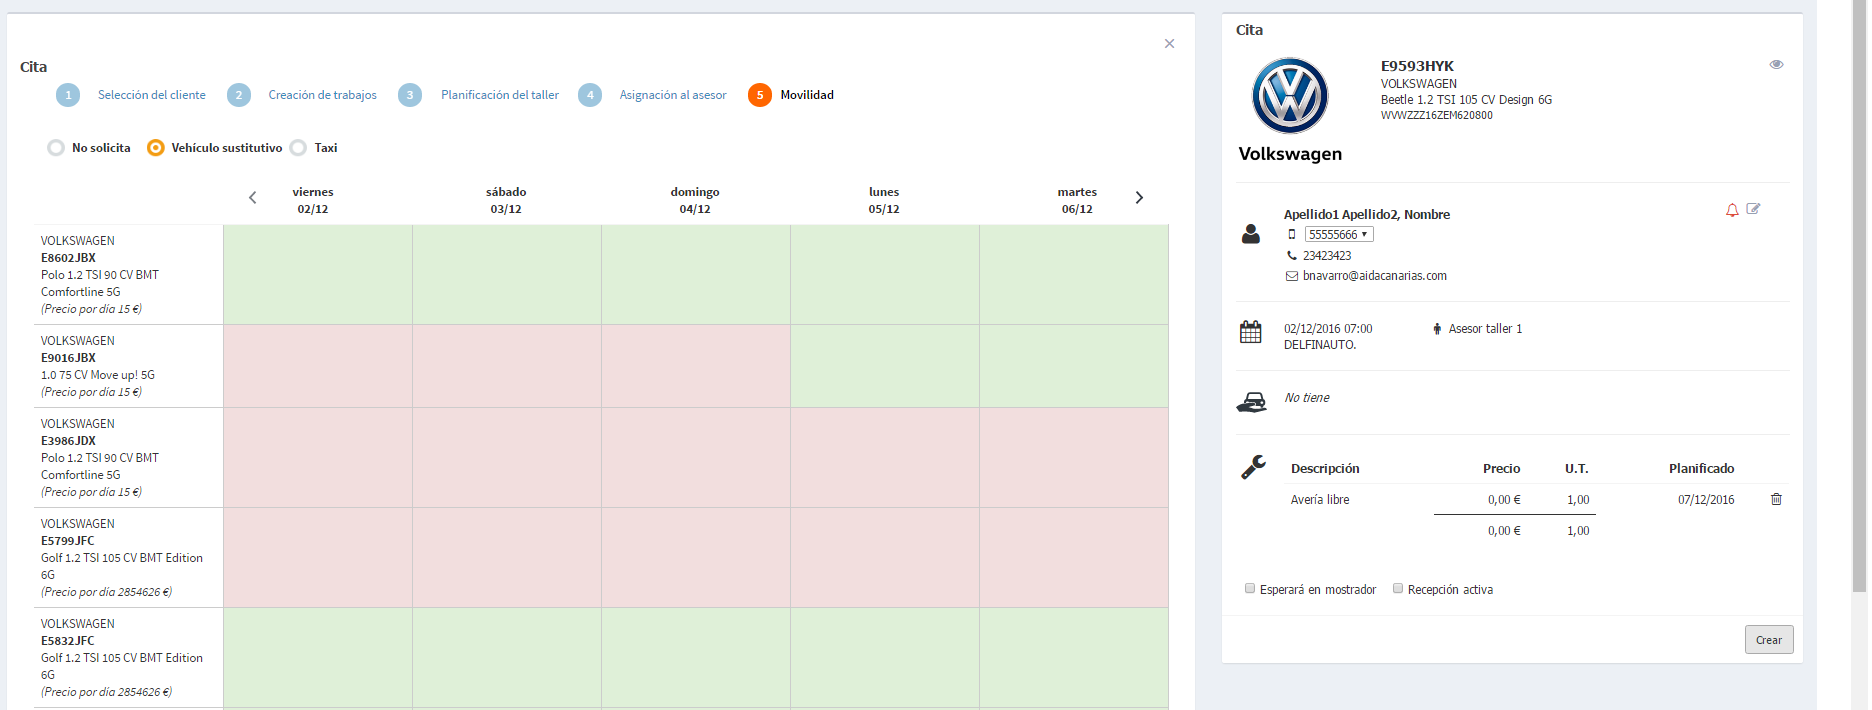 Cita
1 Selección del cliente 2 Creación de trabajos 3 Planificación del taller 4 Asignación al asesor 5 Movilidad
No solicita Vehículo sustitutivo Taxi
viernes sábado domingo lunes martes
02/12 03/12 04/12 05/12 06/12
VOLKSWAGEN
E8602JBX
Polo 1.2 TSI 90 CV BMT
Comfortline 5G
(Precio por día 15 €)
VOLKSWAGEN
E9016JBX
1.0 75 CV Move up! 5G
(Precio por día 15 €)
VOLKSWAGEN
E3986JDX
Polo 1.2 TSI 90 CV BMT
Comfortline 5G
(Precio por día 15 €)
VOLKSWAGEN
E5799JFC
Golf 1.2 TSI 105 CV BMT Edition
6G
(Precio por día 2854626 €)
VOLKSWAGEN
E5832JFC
Golf 1.2 TSI 105 CV BMT Edition
6G
(Precio por día 2854626 €)
Cita
Volkswagen
E9593HYK
VOLKSWAGEN
Beetle 1.2 TSI 105 CV Design 6G
WVWZZZ16ZEM620800
Apellido1 Apellido2, Nombre
55555666
23423423
bnavarro@aidacanarias.com
02/12/2016 07:00 Asesor taller 1
DELFINAUTO.
No tiene
Descripción Precio U.T. Planificado
Avería libre 0,00 € 1,00 07/12/2016
0,00 € 1,00
Esperará en mostrador Recepción activa
Crear